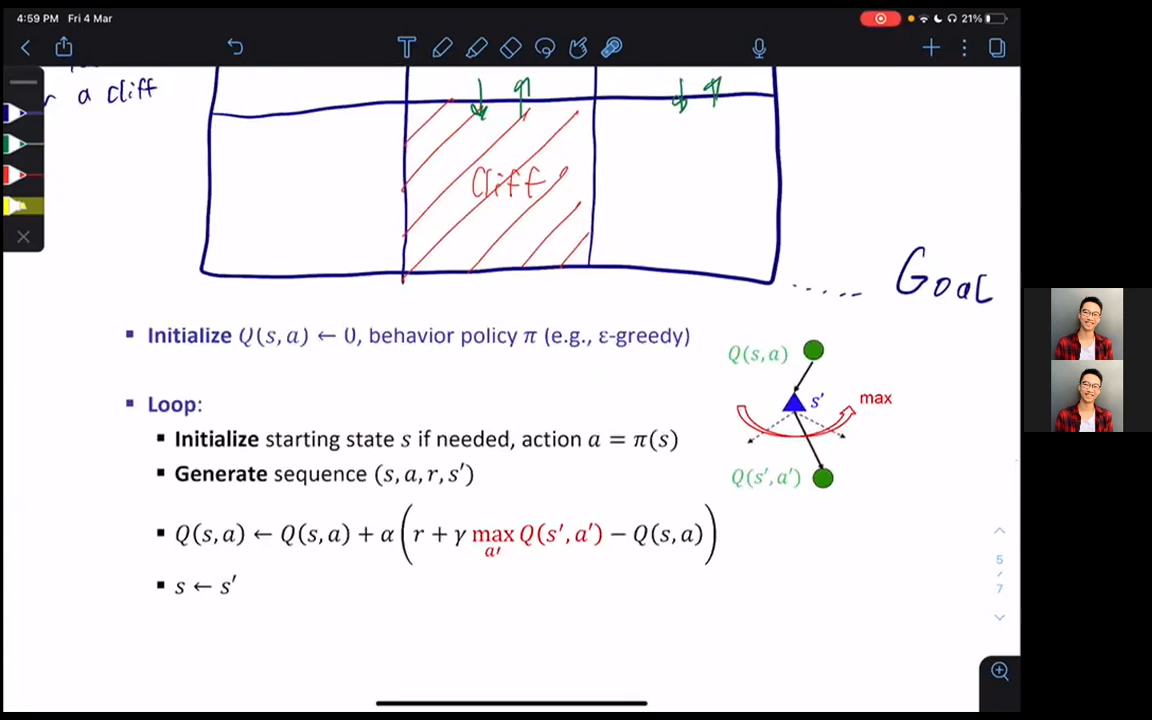 4:59 PM Fri 4 Mar
21%
a cliff
Cliff
..... Goal
▪ Initialize Q(s, a) ← 0, behavior policy π (e.g., ε-greedy)
Q(s, a)
▪ Loop:
s′
max
▪ Initialize starting state s if needed, action a = π(s)
▪ Generate sequence (s, a, r, s′)
Q(s′, a′)
▪ Q(s, a) ← Q(s, a) + α(r + γ max Q(s′, a′) − Q(s, a))
a′
▪ s ← s′
5
/
7